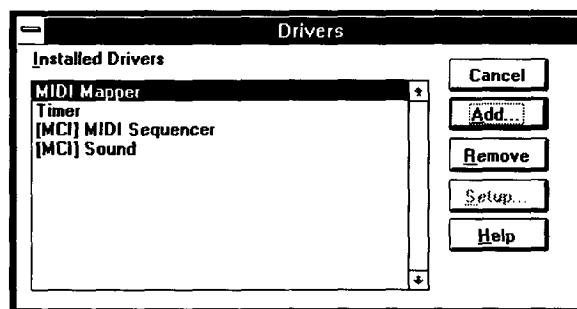 Drivers
Installed Drivers
MIDI Mapper
Timer
[MCI] MIDI Sequencer
[MCI] Sound
Cancel
Add...
Remove
Setup...
Help